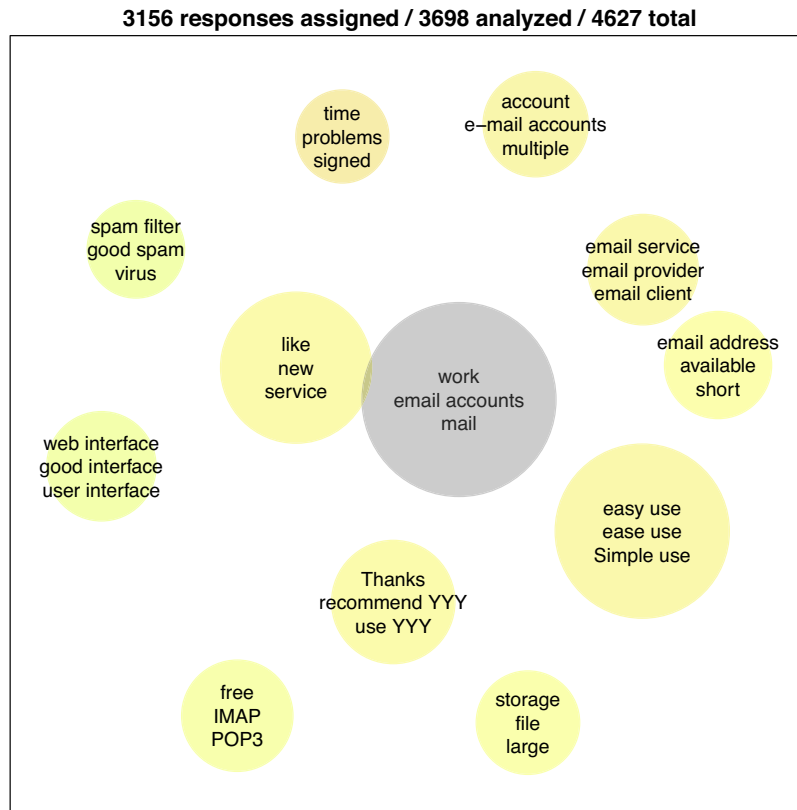 3156 responses assigned / 3698 analyzed / 4627 total
time
problems
signed
account
e−mail accounts
multiple
spam filter
good spam
virus
email service
email provider
email client
like
new
service
work
email accounts
mail
email address
available
short
web interface
good interface
user interface
easy use
ease use
Simple use
Thanks
recommend YYY
use YYY
free
IMAP
POP3
storage
file
large